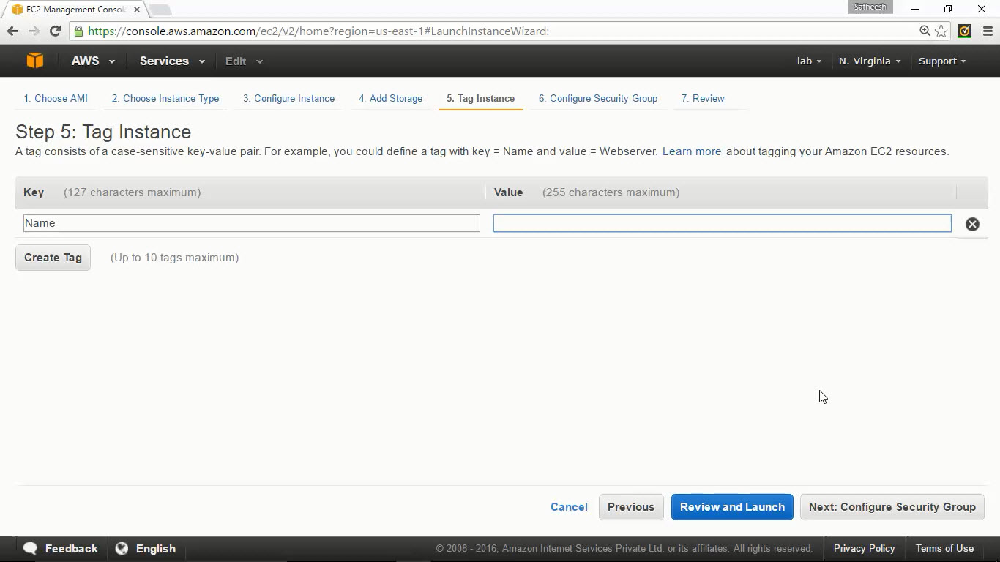 EC2 Management Consol
Satheesh
https://console.aws.amazon.com/ec2/v2/home?region=us-east-1#LaunchInstanceWizard:
AWS Services Edit lab N. Virginia Support
1. Choose AMI 2. Choose Instance Type 3. Configure Instance 4. Add Storage 5. Tag Instance 6. Configure Security Group 7. Review
Step 5: Tag Instance
A tag consists of a case-sensitive key-value pair. For example, you could define a tag with key = Name and value = Webserver. Learn more about tagging your Amazon EC2 resources.
Key (127 characters maximum) Value (255 characters maximum)
Name
Create Tag (Up to 10 tags maximum)
Cancel Previous Review and Launch Next: Configure Security Group
Feedback English © 2008 - 2016, Amazon Internet Services Private Ltd. or its affiliates. All rights reserved. Privacy Policy Terms of Use